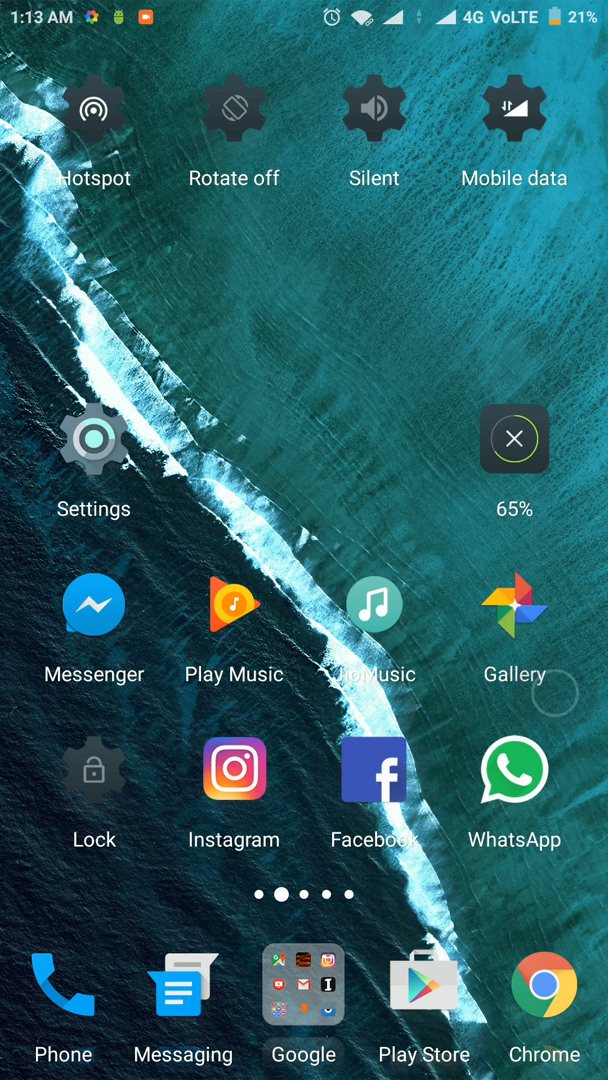 1:13 AM 4G VoLTE 21%
Hotspot Rotate off Silent Mobile data
Settings 65%
Messenger Play Music JioMusic Gallery
Lock Instagram Facebook WhatsApp
Phone Messaging Google Play Store Chrome